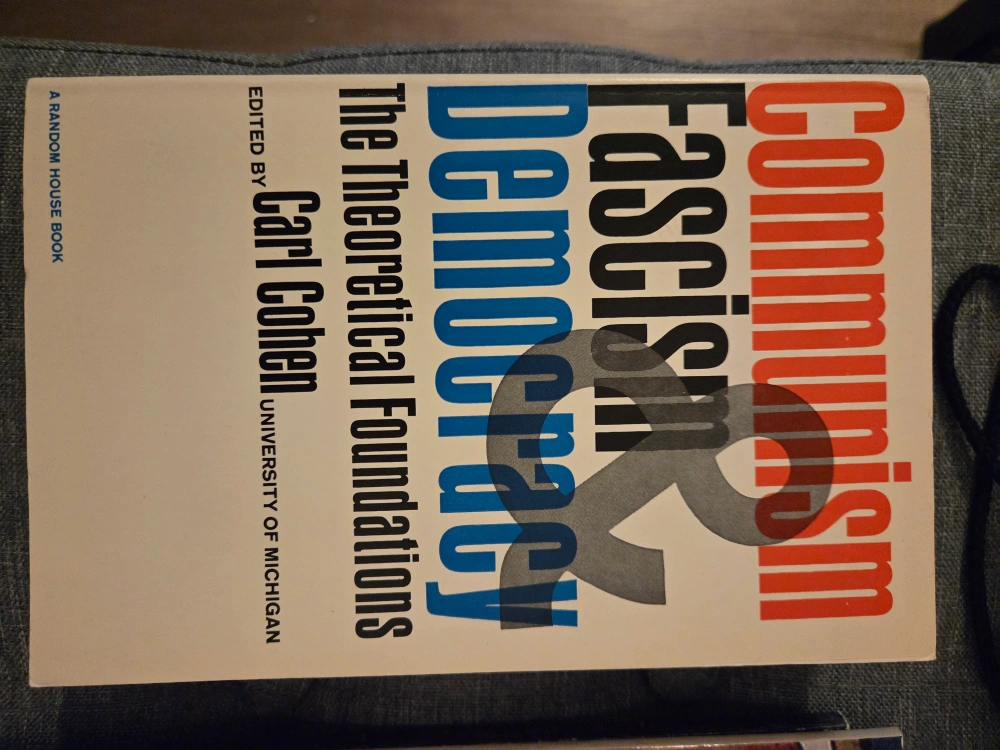 Communism
Fascism
&
Democracy
The Theoretical Foundations
EDITED BY Carl Cohen UNIVERSITY OF MICHIGAN
A RANDOM HOUSE BOOK